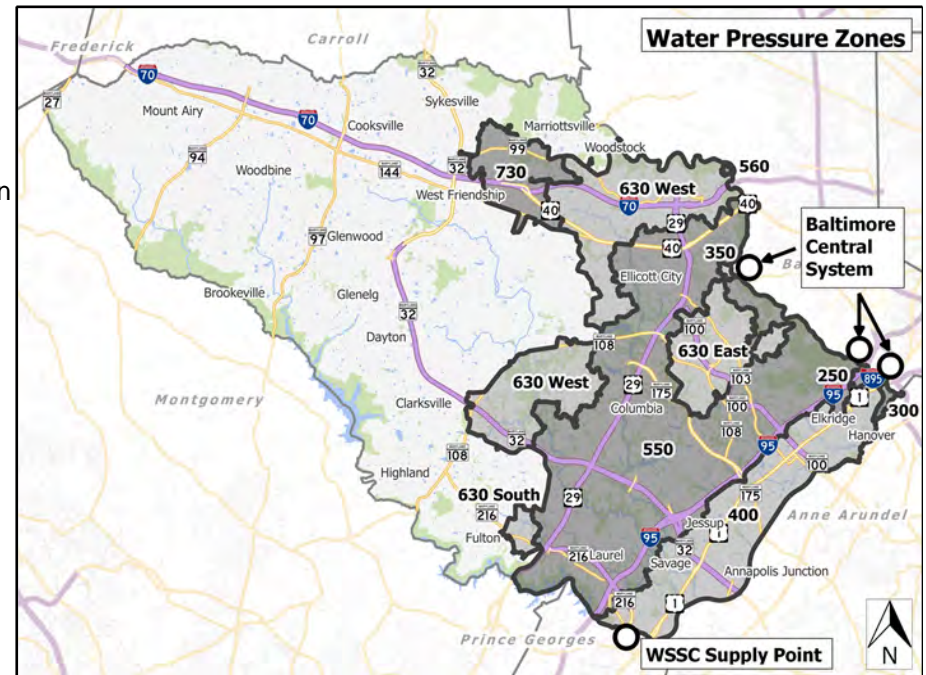 m
Water Pressure Zones
Frederick
Carroll
70
32
27
Mount Airy
Sykesville
70
Cooksville
Marriottsville
99
Woodstock
94
Woodbine
144
32
730
560
West Friendship
630 West
70
40
29
40
97
Glenwood
40
350
Baltimore
Central
System
Ba
Ellicott City
Brookeville
Glenelg
32
100
Dayton
108
630 East
630 West
250
895
29
175
103
95
1
300
Montgomery
Clarksville
Columbia
100
Elkridge
Hanover
32
108
108
550
95
100
Highland
630 South
29
175
400
Anne Arundel
216
Jessup
1
Fulton
95
216
Laurel
32
Savage
Annapolis Junction
216
1
Prince Georges
WSSC Supply Point
N